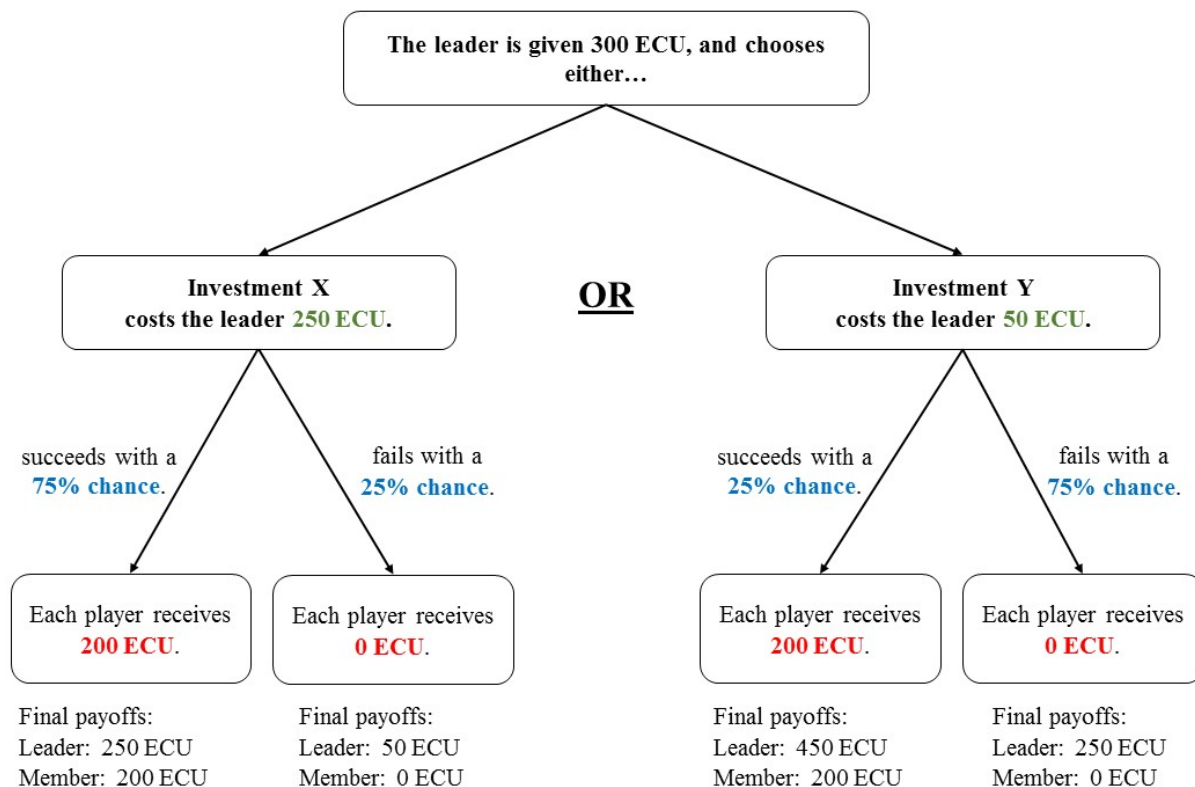 The leader is given 300 ECU, and chooses
either…
Investment X
costs the leader 250 ECU.
OR
Investment Y
costs the leader 50 ECU.
succeeds with a
75% chance.
fails with a
25% chance.
succeeds with a
25% chance.
fails with a
75% chance.
Each player receives
200 ECU.
Each player receives
0 ECU.
Each player receives
200 ECU.
Each player receives
0 ECU.
Final payoffs:
Leader: 250 ECU
Member: 200 ECU
Final payoffs:
Leader: 50 ECU
Member: 0 ECU
Final payoffs:
Leader: 450 ECU
Member: 200 ECU
Final payoffs:
Leader: 250 ECU
Member: 0 ECU